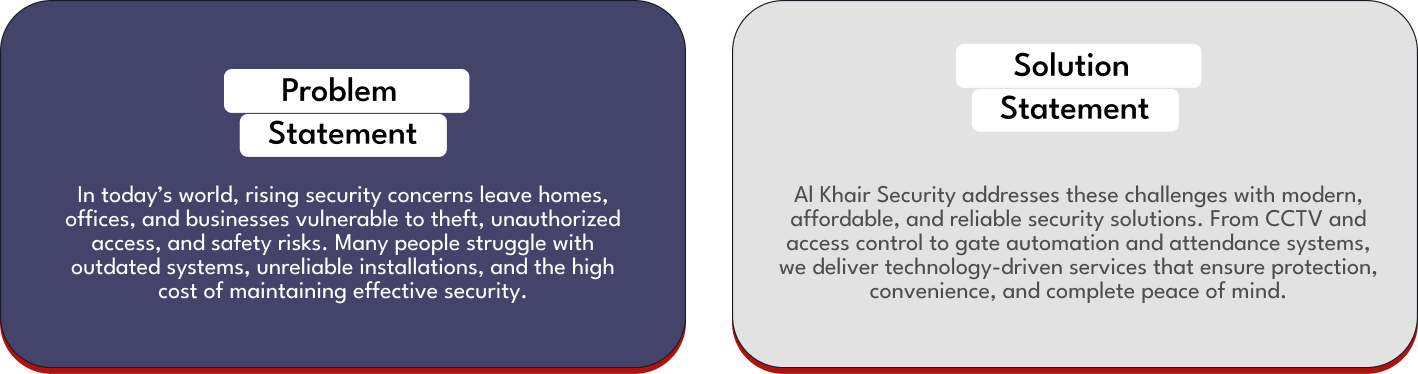 Problem
Statement
In today’s world, rising security concerns leave homes,
offices, and businesses vulnerable to theft, unauthorized
access, and safety risks. Many people struggle with
outdated systems, unreliable installations, and the high
cost of maintaining effective security.
Solution
Statement
Al Khair Security addresses these challenges with modern,
affordable, and reliable security solutions. From CCTV and
access control to gate automation and attendance systems,
we deliver technology-driven services that ensure protection,
convenience, and complete peace of mind.